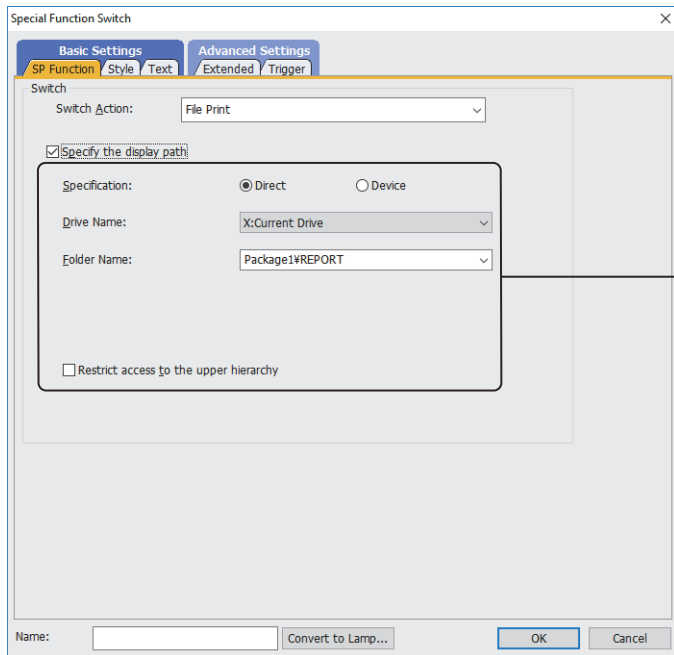 Special Function Switch
Basic Settings Advanced Settings
SP Function Style Text Extended Trigger
Switch
Switch Action: File Print
Specify the display path
Specification: Direct Device
Drive Name: X:Current Drive
Folder Name: Package1¥REPORT
Restrict access to the upper hierarchy
Name: Convert to Lamp... OK Cancel